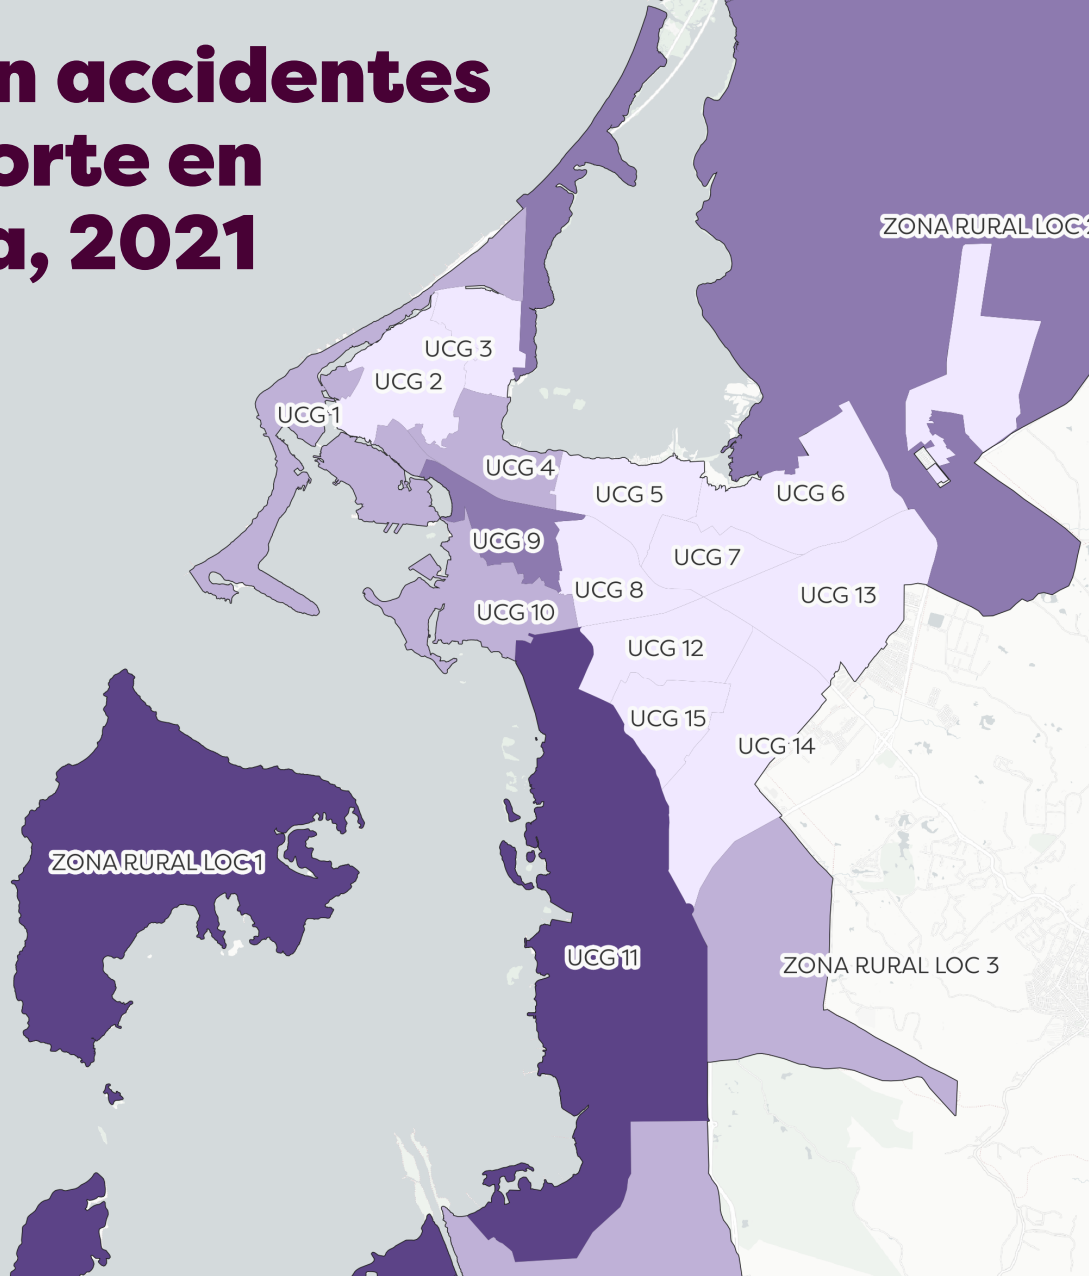 n accidentes
orte en
a, 2021
ZONA RURAL LOC 2
UCG 3
UCG 2
UCG 1
UCG 4
UCG 5
UCG 6
UCG 9
UCG 7
UCG 8
UCG 13
UCG 10
UCG 12
UCG 15
UCG 14
ZONA RURAL LOC 1
UCG 11
ZONA RURAL LOC 3